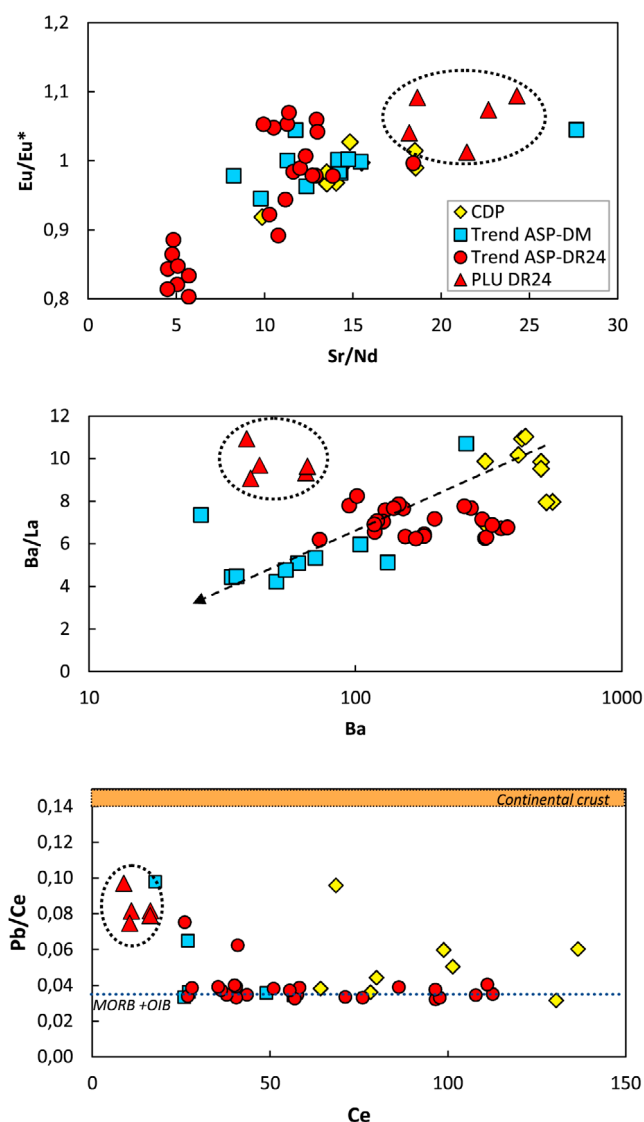 1,2
1,1
1
0,9
0,8
Eu/Eu*
0 5 10 15 20 25 30
Sr/Nd
CDP
Trend ASP-DM
Trend ASP-DR24
PLU DR24
12
10
8
6
4
2
0
Ba/La
10 100 1000
Ba
Continental crust
0,14
0,12
0,10
0,08
0,06
0,04
0,02
0,00
Pb/Ce
MORB +OIB
0 50 100 150
Ce